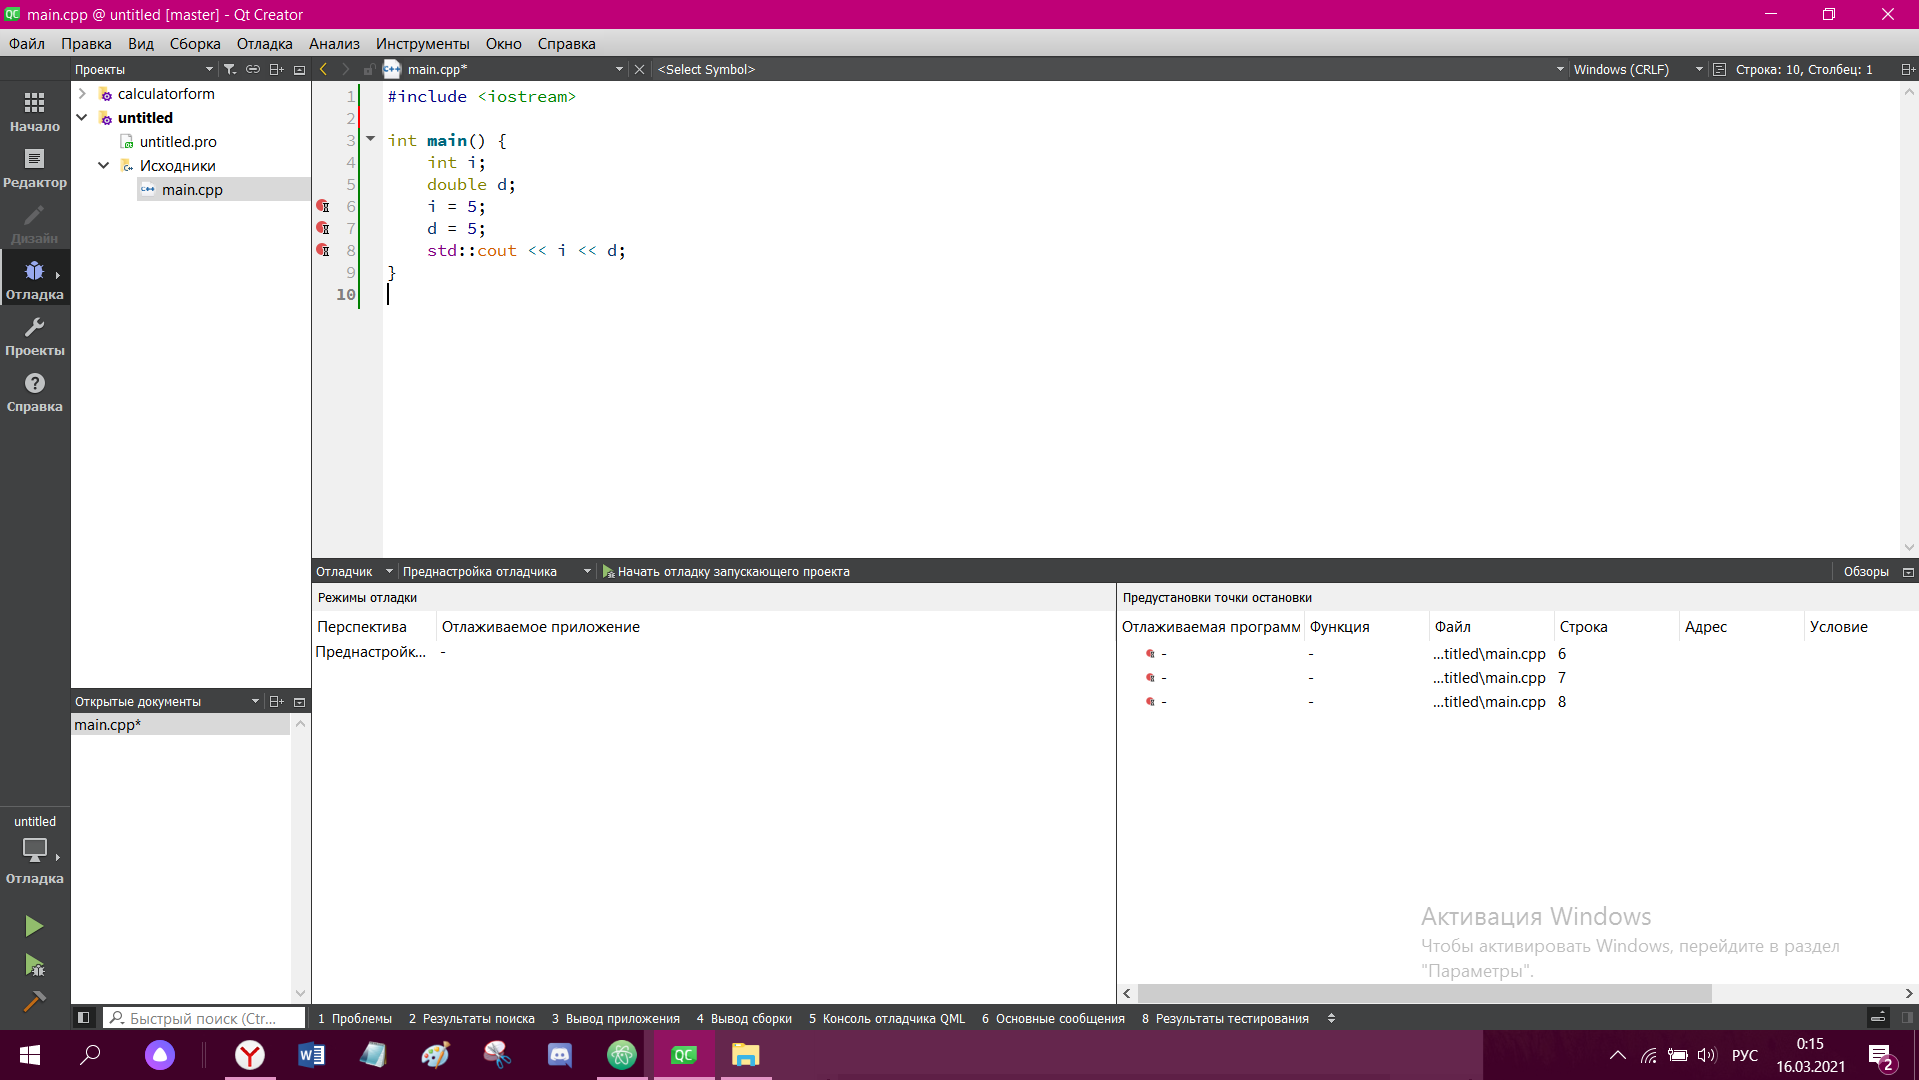 main.cpp @ untitled [master] - Qt Creator
Файл Правка Вид Сборка Отладка Анализ Инструменты Окно Справка
Проекты
main.cpp*
<Select Symbol>
Windows (CRLF)
Строка: 10, Столбец: 1
Начало
Редактор
Дизайн
Отладка
Проекты
Справка
calculatorform
untitled
untitled.pro
Исходники
main.cpp
1 #include <iostream>
2
3 int main() {
4 int i;
5 double d;
6 i = 5;
7 d = 5;
8 std::cout << i << d;
9 }
10
Отладчик Преднастройка отладчика Начать отладку запускающего проекта Обзоры
Режимы отладки
Перспектива Отлаживаемое приложение
Преднастройк... -
Предустановки точки остановки
Отлаживаемая программ Функция Файл Строка Адрес Условие
- - ...titled\main.cpp 6
- - ...titled\main.cpp 7
- - ...titled\main.cpp 8
Открытые документы
main.cpp*
untitled
Отладка
Активация Windows
Чтобы активировать Windows, перейдите в раздел
"Параметры".
Быстрый поиск (Ctr...
1 Проблемы 2 Результаты поиска 3 Вывод приложения 4 Вывод сборки 5 Консоль отладчика QML 6 Основные сообщения 8 Результаты тестирования
РУС
0:15
16.03.2021
2